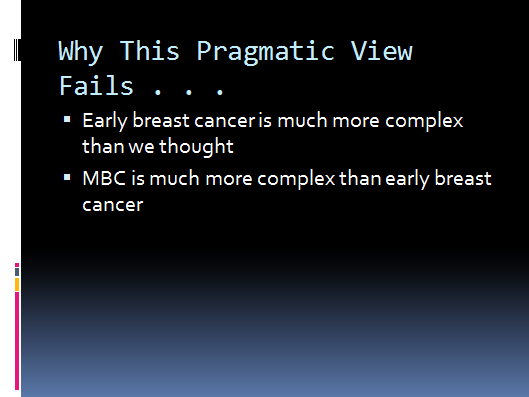 Why This Pragmatic View
Fails . . .
▪ Early breast cancer is much more complex
than we thought
▪ MBC is much more complex than early breast
cancer